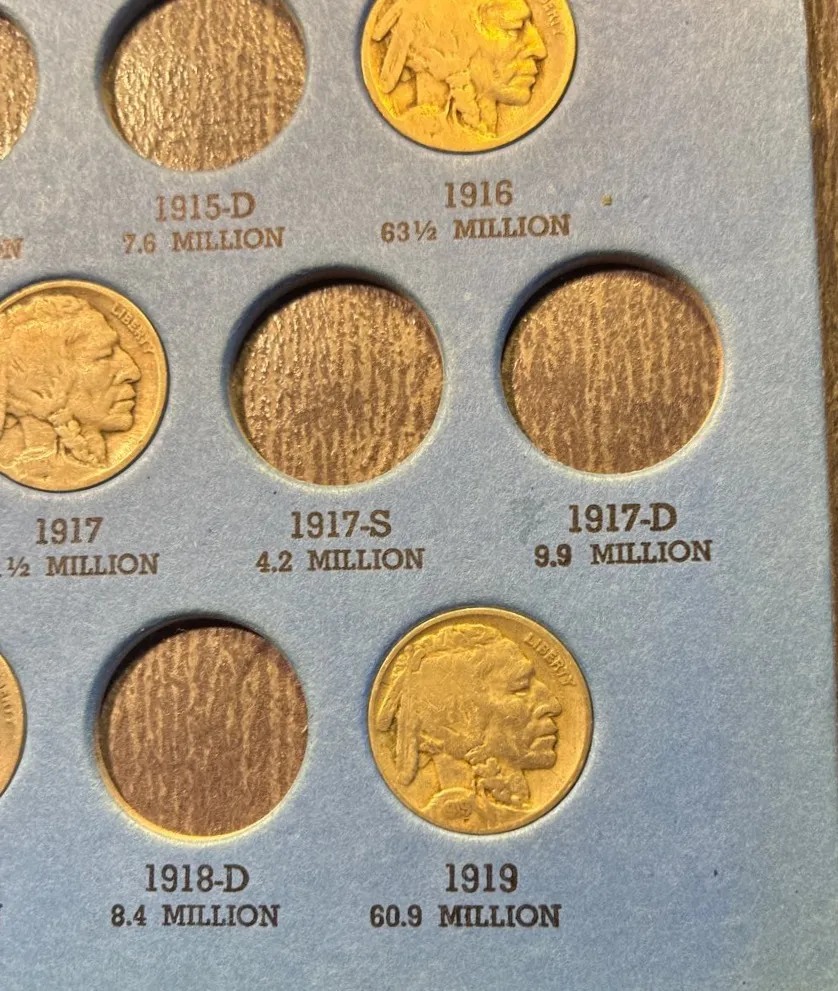 LIBERTY
1915-D
1916
7.6 MILLION
63½ MILLION
LIBERTY
1917
1917-S
1917-D
½ MILLION
4.2 MILLION
9.9 MILLION
LIBERTY
1918-D
1919
8.4 MILLION
60.9 MILLION